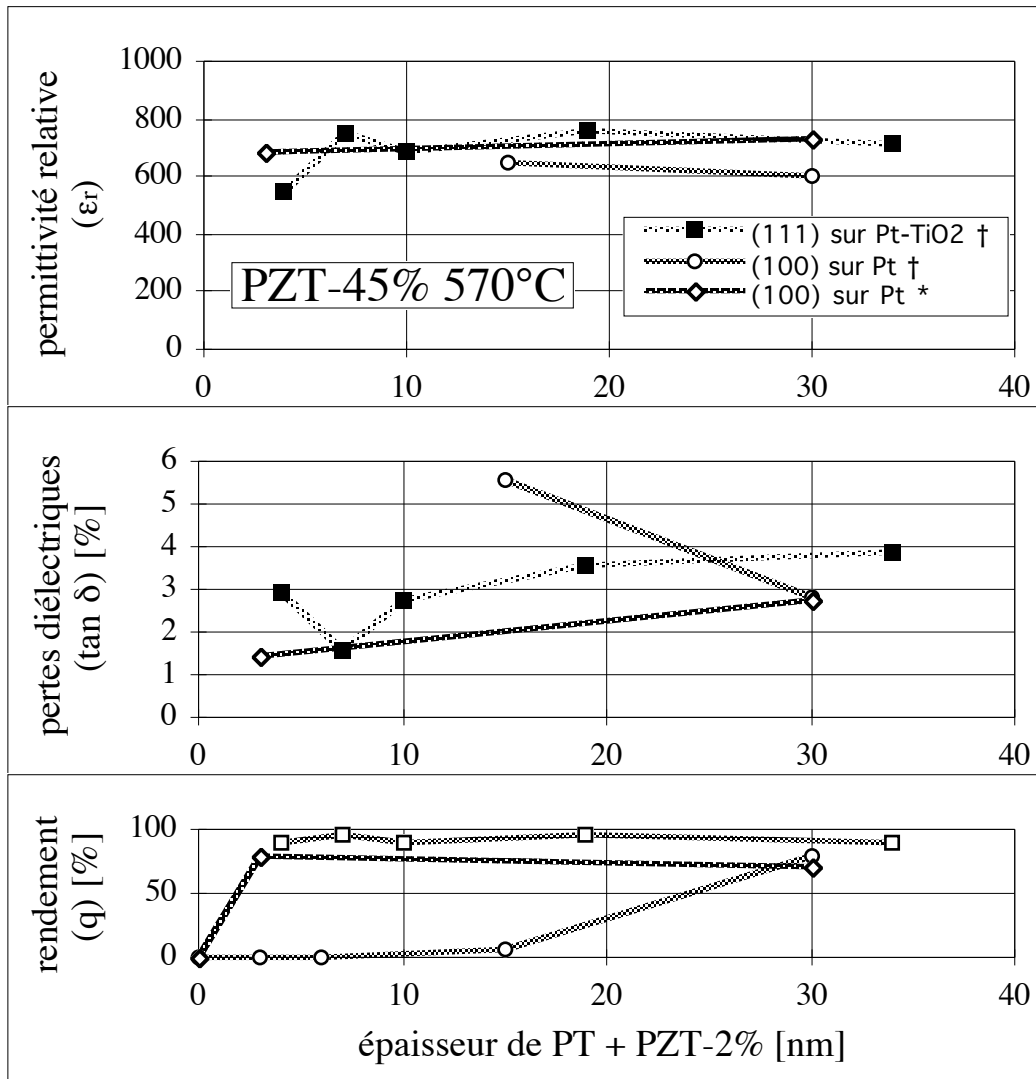 1000
800
600
400
200
0
permittivité relative
(εr)
PZT-45% 570°C
(111) sur Pt-TiO2 †
(100) sur Pt †
(100) sur Pt *
0 10 20 30 40
6
5
4
3
2
1
0
pertes diélectriques
(tan δ) [%]
0 10 20 30 40
100
50
0
rendement
(q) [%]
0 10 20 30 40
épaisseur de PT + PZT-2% [nm]